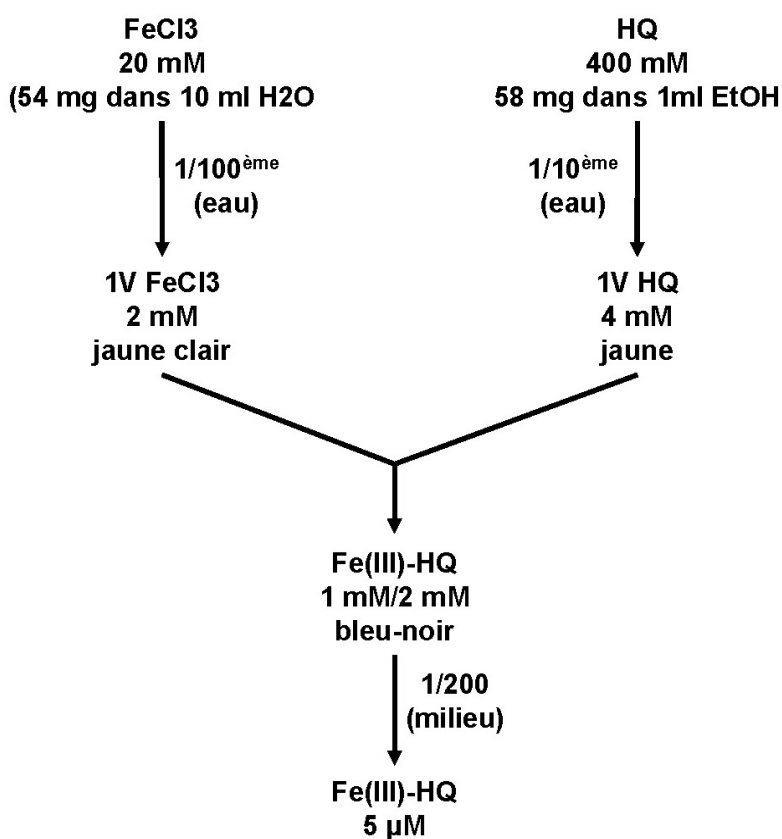 FeCl3
20 mM
(54 mg dans 10 ml H2O
HQ
400 mM
58 mg dans 1ml EtOH
1/100ème
(eau)
1/10ème
(eau)
1V FeCl3
2 mM
jaune clair
1V HQ
4 mM
jaune
Fe(III)-HQ
1 mM/2 mM
bleu-noir
1/200
(milieu)
Fe(III)-HQ
5 µM